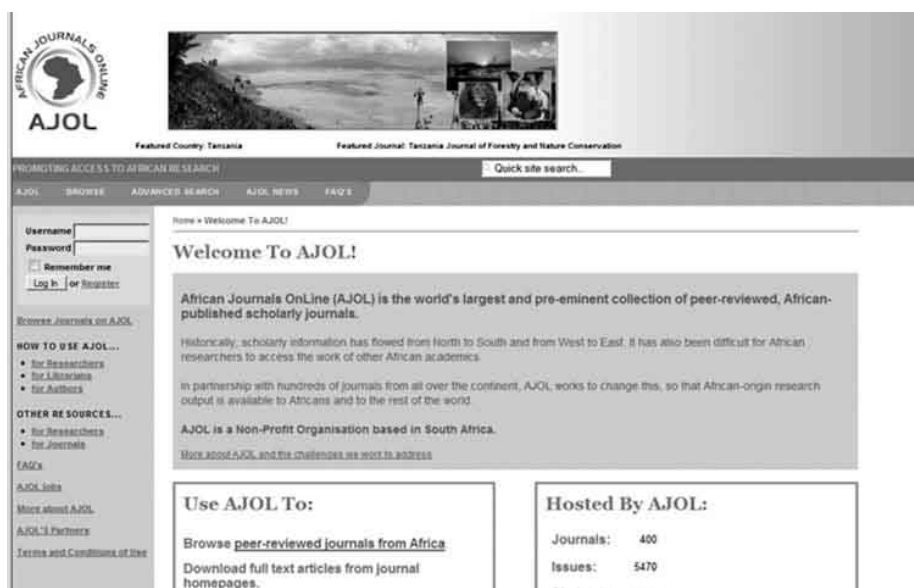 AFRICAN JOURNALS ONLINE
AJOL
Featured Country: Tanzania
Featured Journal: Tanzania Journal of Forestry and Nature Conservation
PROMOTING ACCESS TO AFRICAN RESEARCH
Quick site search..
AJOL BROWSE ADVANCED SEARCH AJOL NEWS FAQ'S
Username
Password
Remember me
Log In or Register
Browse Journals on AJOL
HOW TO USE AJOL...
for Researchers
for Librarians
for Authors
OTHER RESOURCES...
for Researchers
for Journals
FAQ's
AJOL Jobs
More about AJOL
AJOL'S Partners
Terms and Conditions of Use
Home » Welcome To AJOL!
Welcome To AJOL!
African Journals OnLine (AJOL) is the world's largest and pre-eminent collection of peer-reviewed, African-
published scholarly journals.
Historically, scholarly information has flowed from North to South and from West to East. It has also been difficult for African
researchers to access the work of other African academics.
In partnership with hundreds of journals from all over the continent, AJOL works to change this, so that African-origin research
output is available to Africans and to the rest of the world.
AJOL is a Non-Profit Organisation based in South Africa.
More about AJOL and the challenges we work to address
Use AJOL To:
Browse peer-reviewed journals from Africa
Download full text articles from journal
homepages.
Hosted By AJOL:
Journals: 400
Issues: 5470